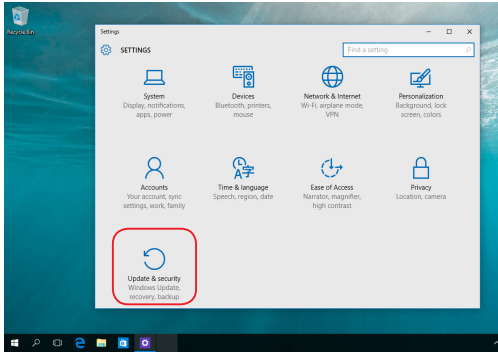 Recycle Bin
Settings
SETTINGS
Find a setting
System
Display, notifications,
apps, power
Devices
Bluetooth, printers,
mouse
Network & Internet
Wi-Fi, airplane mode,
VPN
Personalization
Background, lock
screen, colors
Accounts
Your account, sync
settings, work, family
Time & language
Speech, region, date
Ease of Access
Narrator, magnifier,
high contrast
Privacy
Location, camera
Update & security
Windows Update,
recovery, backup